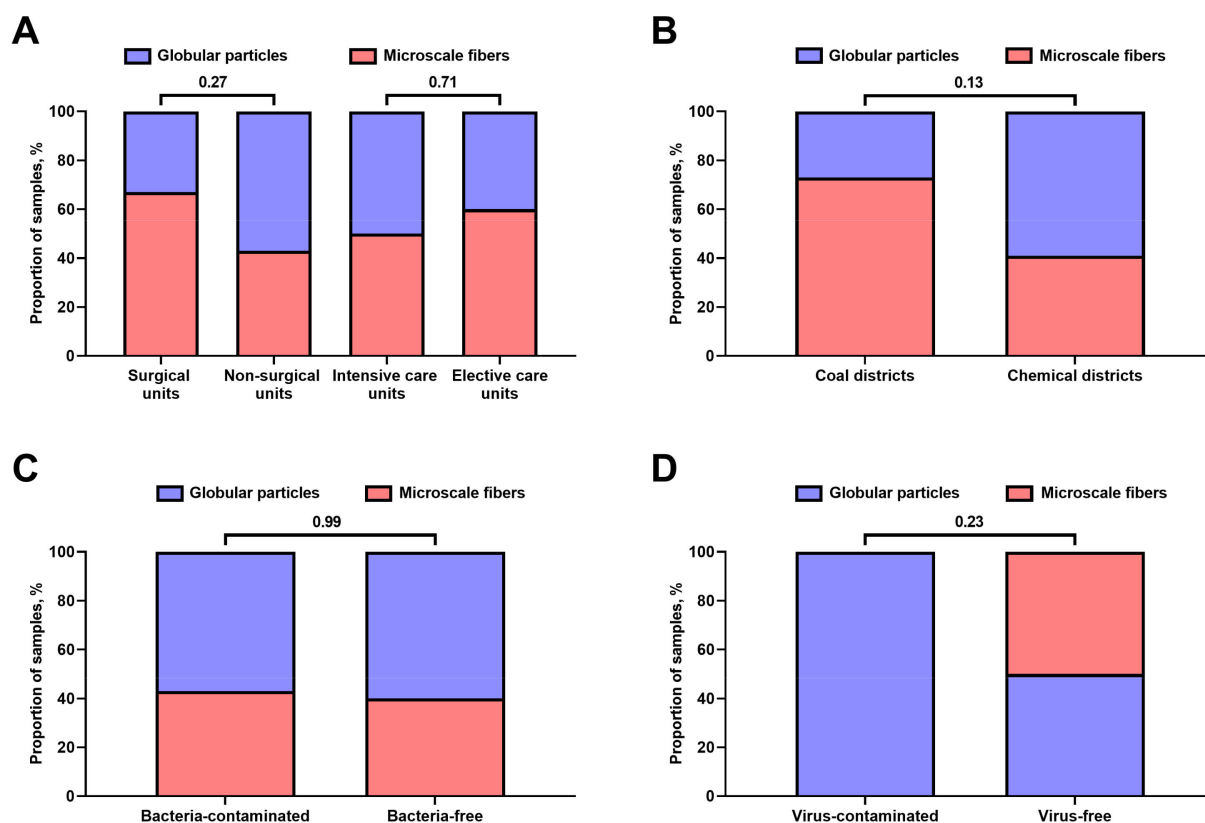 A
Globular particles
Microscale fibers
0.27
0.71
Proportion of samples, %
100
80
60
40
20
0
Surgical
units
Non-surgical
units
Intensive care
units
Elective care
units
B
Globular particles
Microscale fibers
0.13
Proportion of samples, %
100
80
60
40
20
0
Coal districts
Chemical districts
C
Globular particles
Microscale fibers
0.99
Proportion of samples, %
100
80
60
40
20
0
Bacteria-contaminated
Bacteria-free
D
Globular particles
Microscale fibers
0.23
Proportion of samples, %
100
80
60
40
20
0
Virus-contaminated
Virus-free